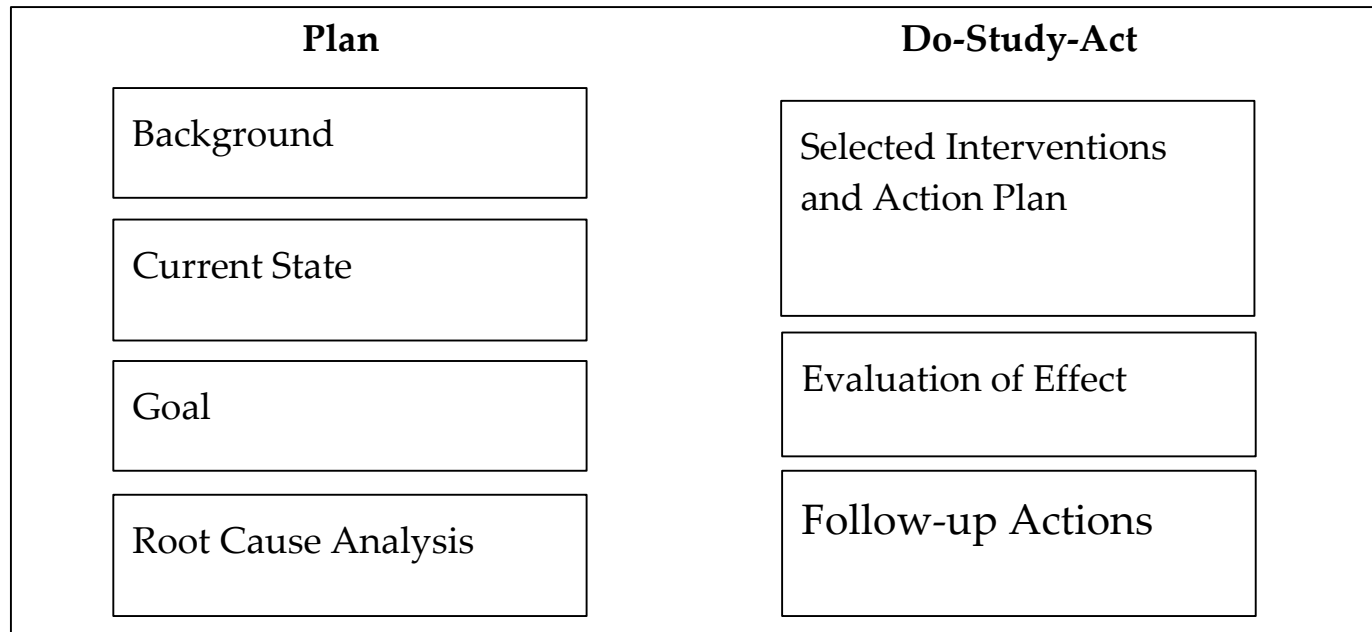 Plan
Background
Current State
Goal
Root Cause Analysis
Do-Study-Act
Selected Interventions
and Action Plan
Evaluation of Effect
Follow-up Actions